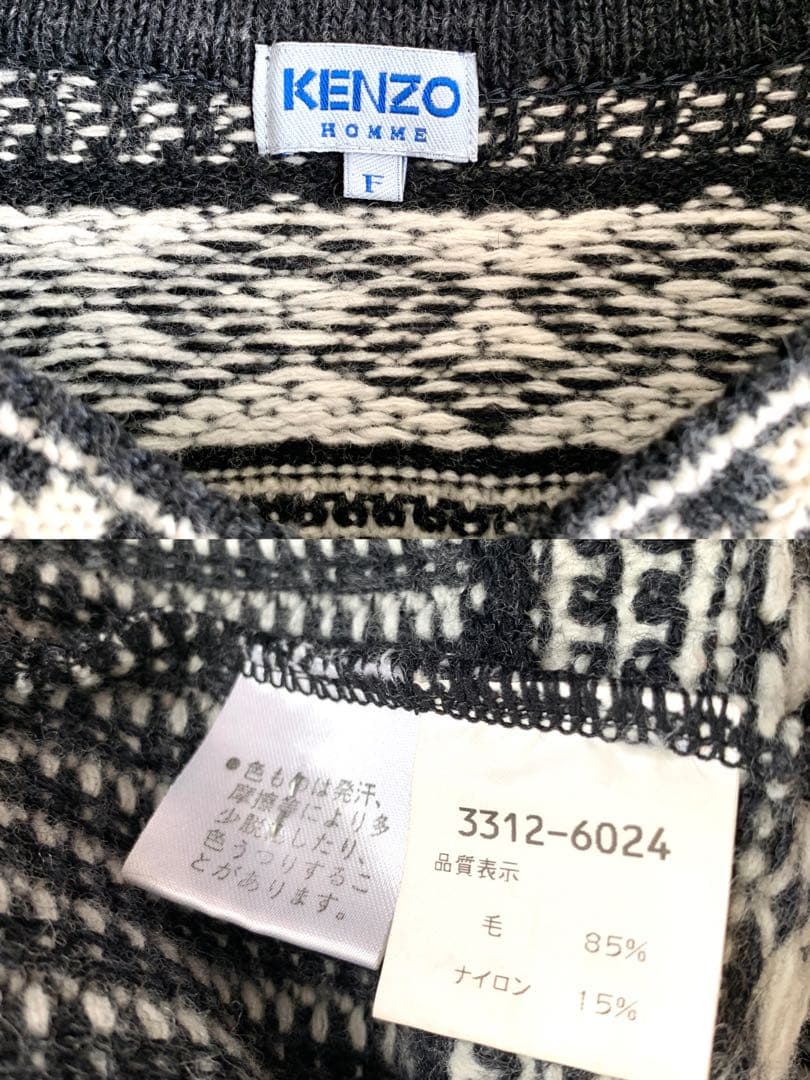 KENZO
HOMME
F
●色ものは発汗、
摩擦等により多
少脱色したり、
色うつりするこ
とがあります。
3312-6024
品質表示
毛 85%
ナイロン 15%